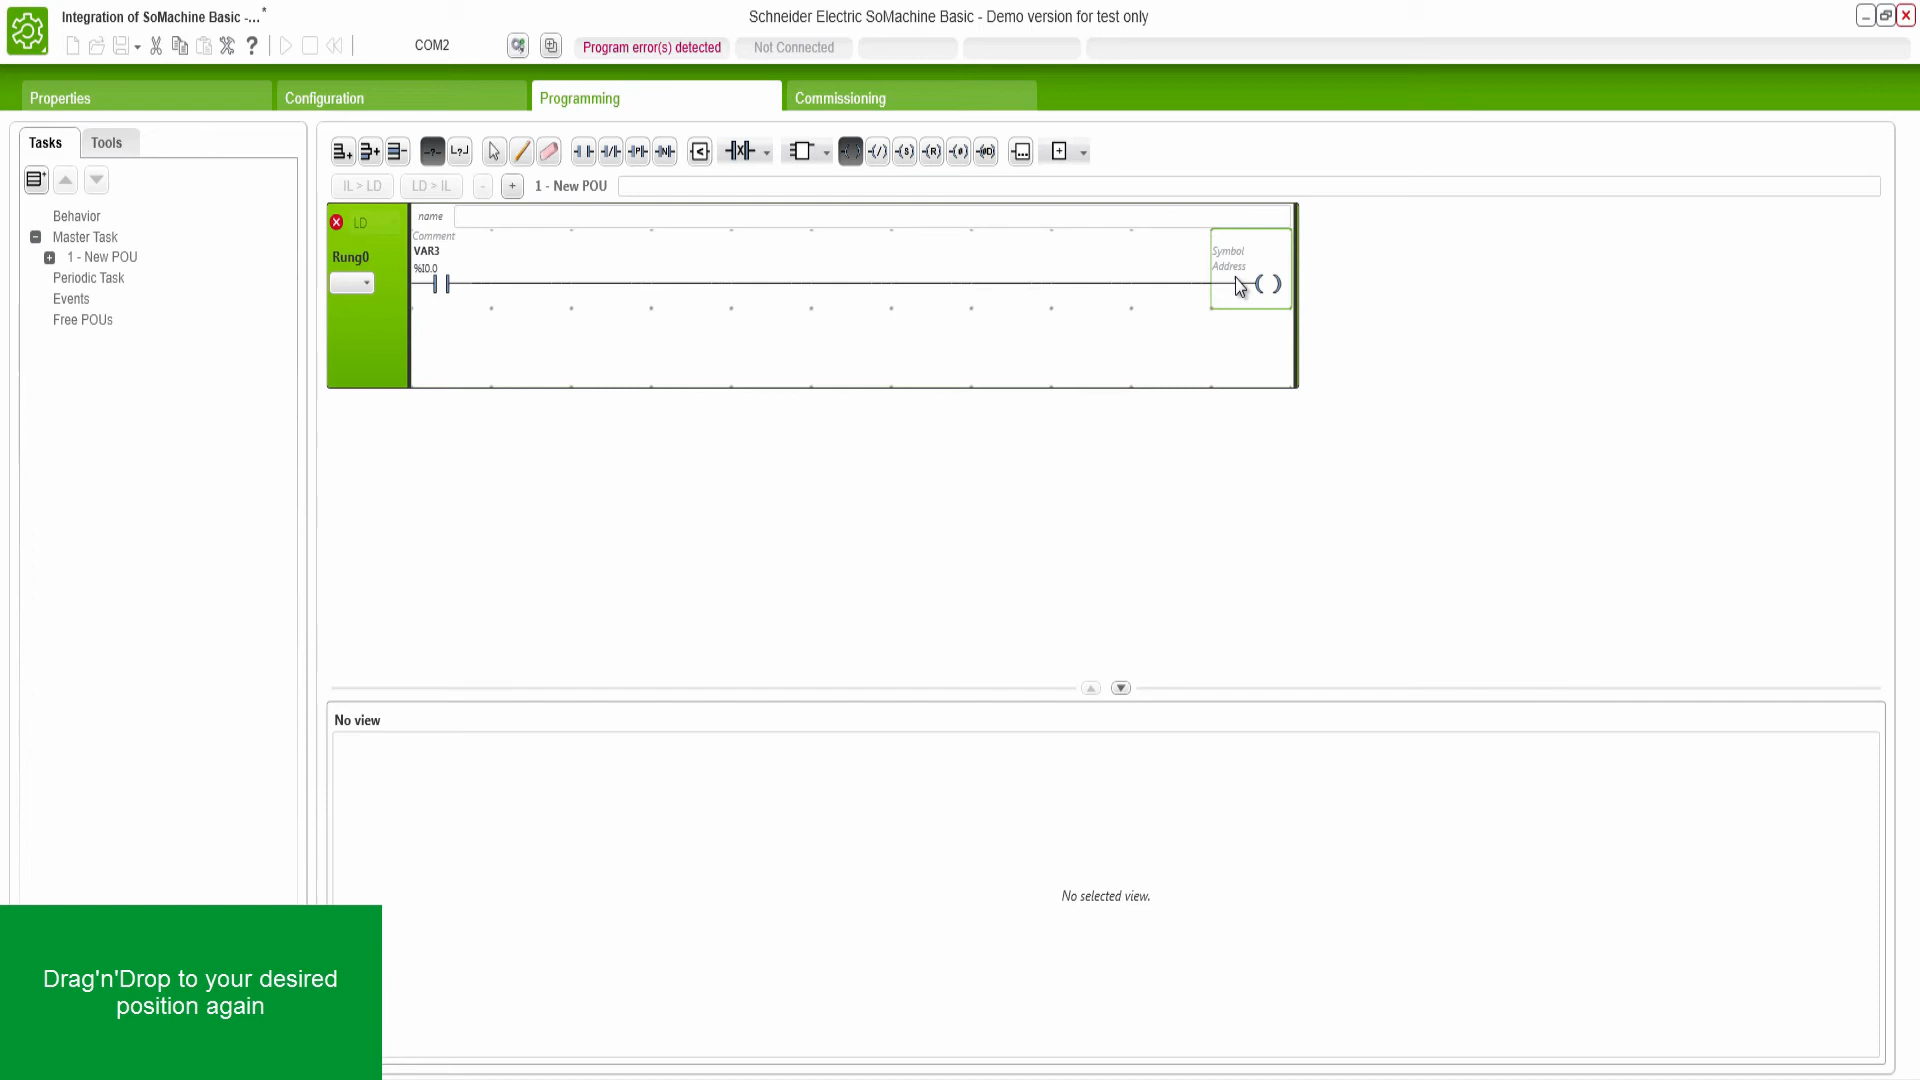 Integration of SoMachine Basic -...*
Schneider Electric SoMachine Basic - Demo version for test only
COM2
Program error(s) detected
Not Connected
Properties
Configuration
Programming
Commissioning
Tasks
Tools
IL > LD
LD > IL
-
+
1 - New POU
Behavior
Master Task
1 - New POU
Periodic Task
Events
Free POUs
LD
name
Comment
Rung0
VAR3
%I0.0
Symbol
Address
No view
No selected view.
Drag'n'Drop to your desired
position again